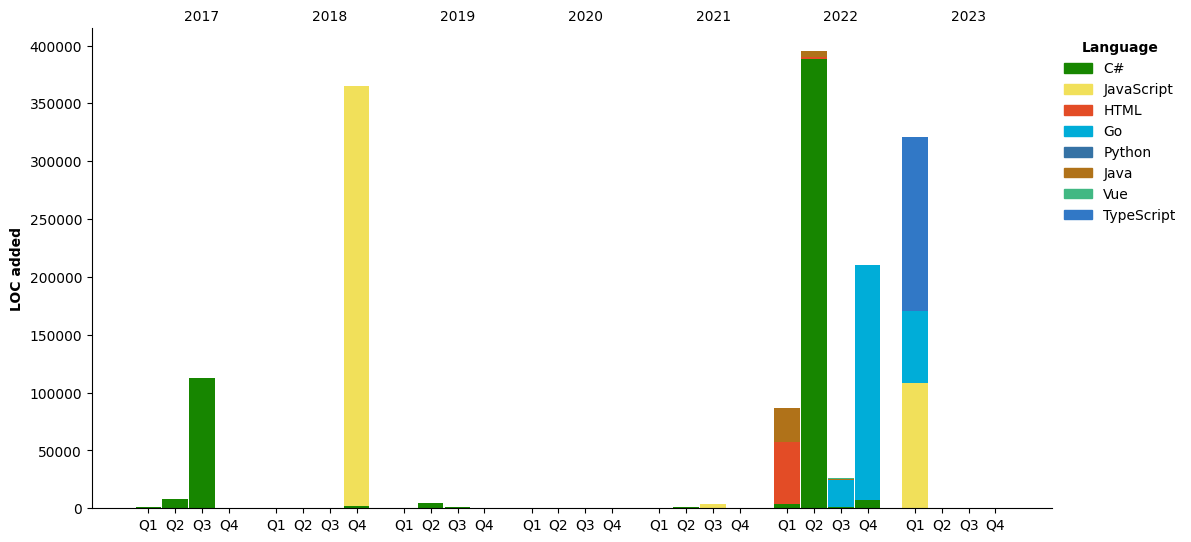 2017 2018 2019 2020 2021 2022 2023
LOC added
400000
350000
300000
250000
200000
150000
100000
50000
0
Q1 Q2 Q3 Q4 Q1 Q2 Q3 Q4 Q1 Q2 Q3 Q4 Q1 Q2 Q3 Q4 Q1 Q2 Q3 Q4 Q1 Q2 Q3 Q4 Q1 Q2 Q3 Q4
Language
C#
JavaScript
HTML
Go
Python
Java
Vue
TypeScript